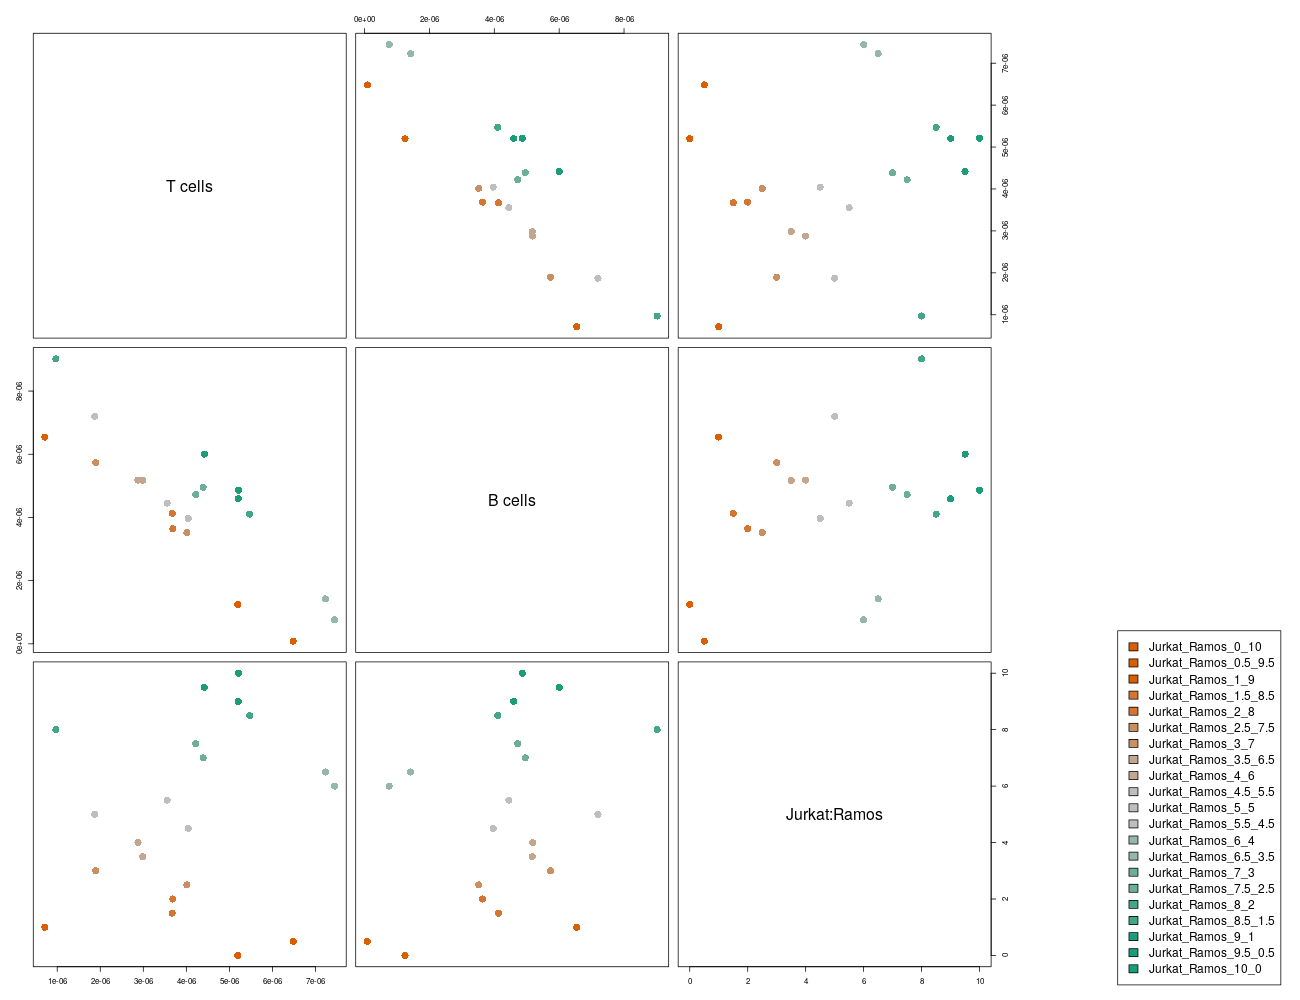 0e+00 2e-06 4e-06 6e-06 8e-06
T cells
1e-06 2e-06 3e-06 4e-06 5e-06 6e-06 7e-06
0e+00 2e-06 4e-06 6e-06 8e-06
B cells
Jurkat:Ramos
0 2 4 6 8 10
1e-06 2e-06 3e-06 4e-06 5e-06 6e-06 7e-06
0 2 4 6 8 10
Jurkat_Ramos_0_10
Jurkat_Ramos_0.5_9.5
Jurkat_Ramos_1_9
Jurkat_Ramos_1.5_8.5
Jurkat_Ramos_2_8
Jurkat_Ramos_2.5_7.5
Jurkat_Ramos_3_7
Jurkat_Ramos_3.5_6.5
Jurkat_Ramos_4_6
Jurkat_Ramos_4.5_5.5
Jurkat_Ramos_5_5
Jurkat_Ramos_5.5_4.5
Jurkat_Ramos_6_4
Jurkat_Ramos_6.5_3.5
Jurkat_Ramos_7_3
Jurkat_Ramos_7.5_2.5
Jurkat_Ramos_8_2
Jurkat_Ramos_8.5_1.5
Jurkat_Ramos_9_1
Jurkat_Ramos_9.5_0.5
Jurkat_Ramos_10_0